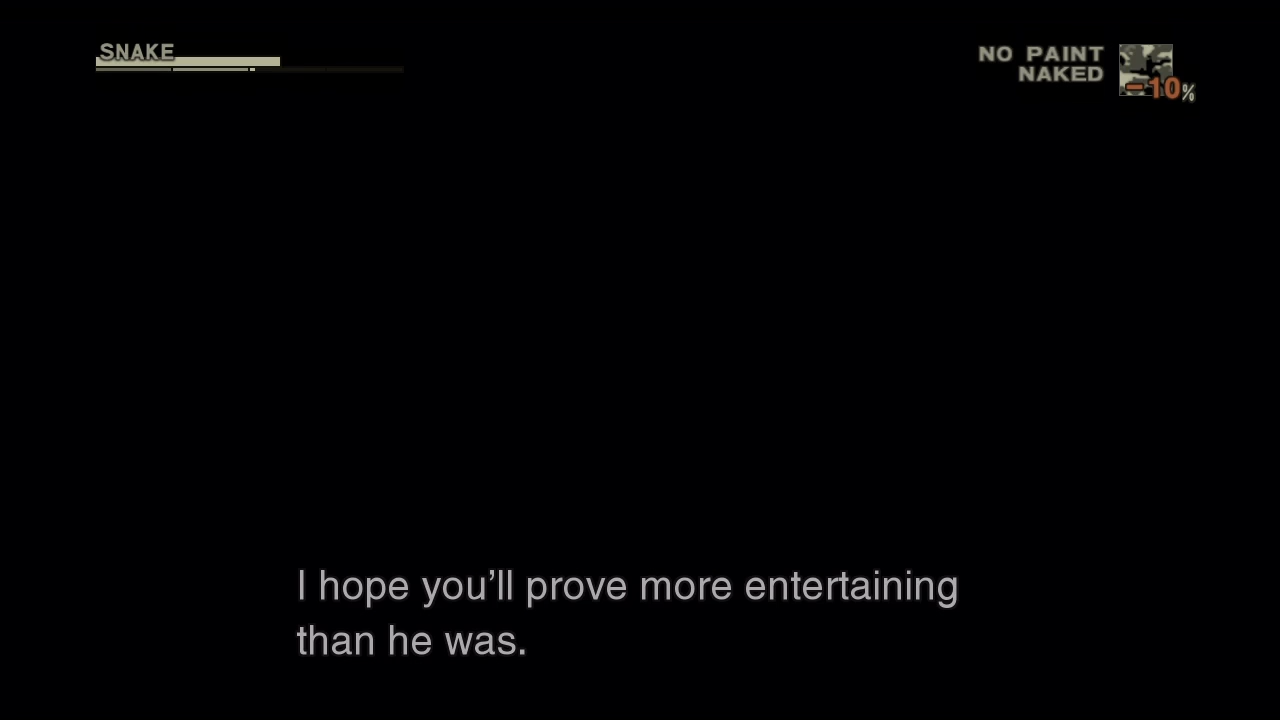 SNAKE
NO PAINT
NAKED
-10%
I hope you’ll prove more entertaining
than he was.